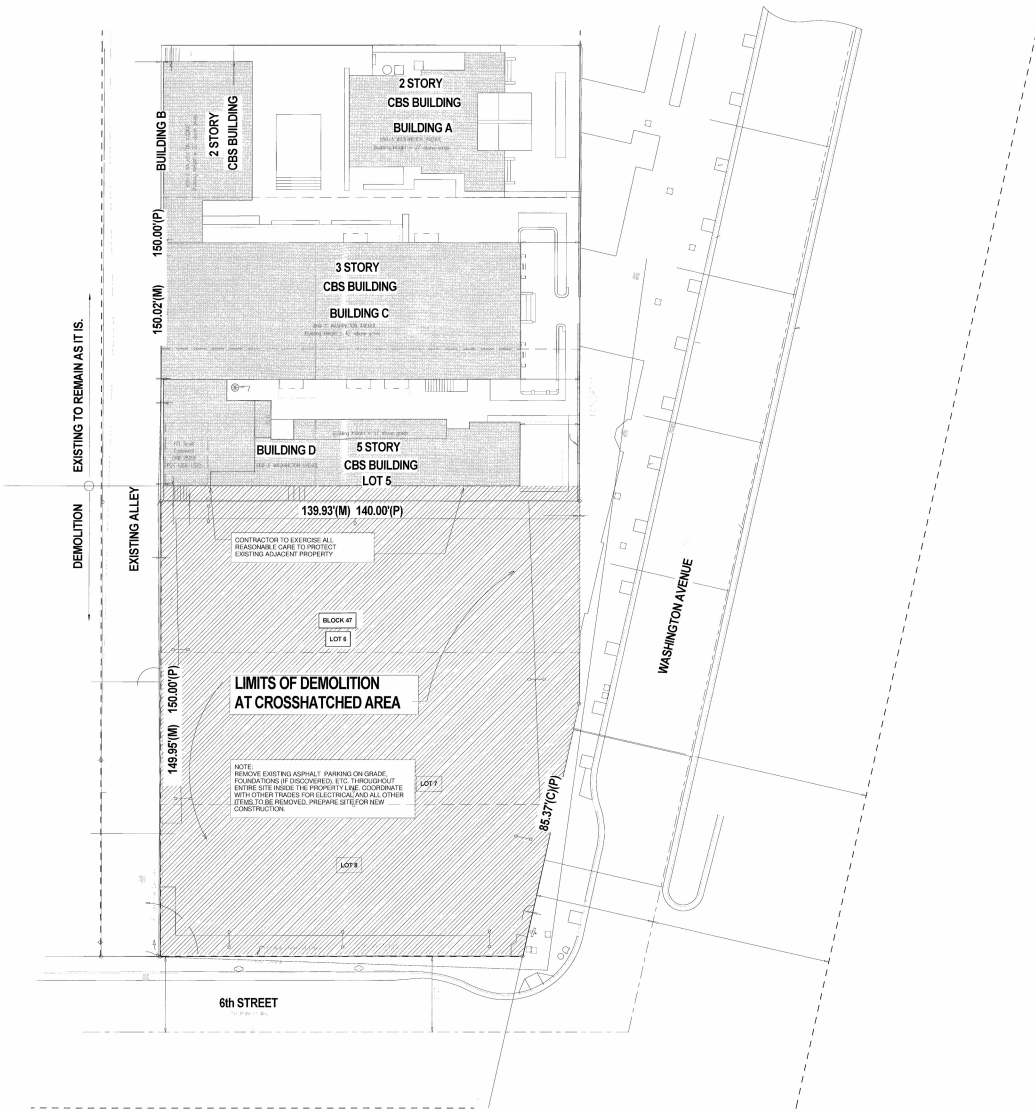 2 STORY
CBS BUILDING
BUILDING A
BUILDING B
2 STORY
CBS BUILDING
150.00'(P)
150.02'(M)
3 STORY
CBS BUILDING
BUILDING C
EXISTING TO REMAIN AS IT IS.
DEMOLITION
EXISTING ALLEY
BUILDING D
5 STORY
CBS BUILDING
LOT 5
139.93'(M) 140.00'(P)
CONTRACTOR TO EXERCISE ALL
REASONABLE CARE TO PROTECT
EXISTING ADJACENT PROPERTY
BLOCK 47
LOT 6
LIMITS OF DEMOLITION
AT CROSSHATCHED AREA
149.95'(M) 150.00'(P)
NOTE:
REMOVE EXISTING ASPHALT PARKING ON GRADE,
FOUNDATIONS (IF DISCOVERED), ETC. THROUGHOUT
ENTIRE SITE INSIDE THE PROPERTY LINE. COORDINATE
WITH OTHER TRADES FOR ELECTRICAL AND ALL OTHER
ITEMS TO BE REMOVED. PREPARE SITE FOR NEW
CONSTRUCTION.
LOT 7
85.37'(C)(P)
LOT 8
WASHINGTON AVENUE
6th STREET